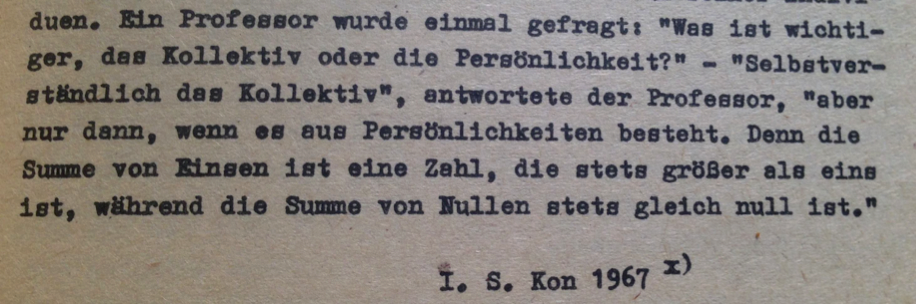 duen. Ein Professor wurde einmal gefragt: "Was ist wichti-
ger, das Kollektiv oder die Persönlichkeit?" - "Selbstver-
ständlich das Kollektiv", antwortete der Professor, "aber
nur dann, wenn es aus Persönlichkeiten besteht. Denn die
Summe von Einsen ist eine Zahl, die stets größer als eins
ist, während die Summe von Nullen stets gleich null ist."
I. S. Kon 1967 x)